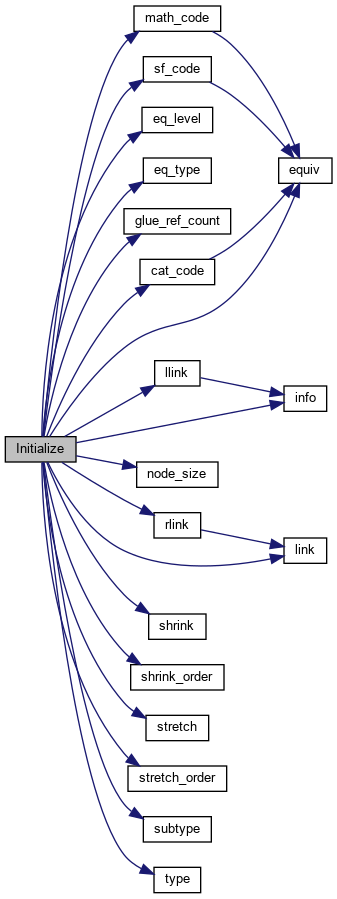 math_code
sf_code
eq_level
eq_type
equiv
glue_ref_count
cat_code
llink
info
Initialize
node_size
rlink
link
shrink
shrink_order
stretch
stretch_order
subtype
type